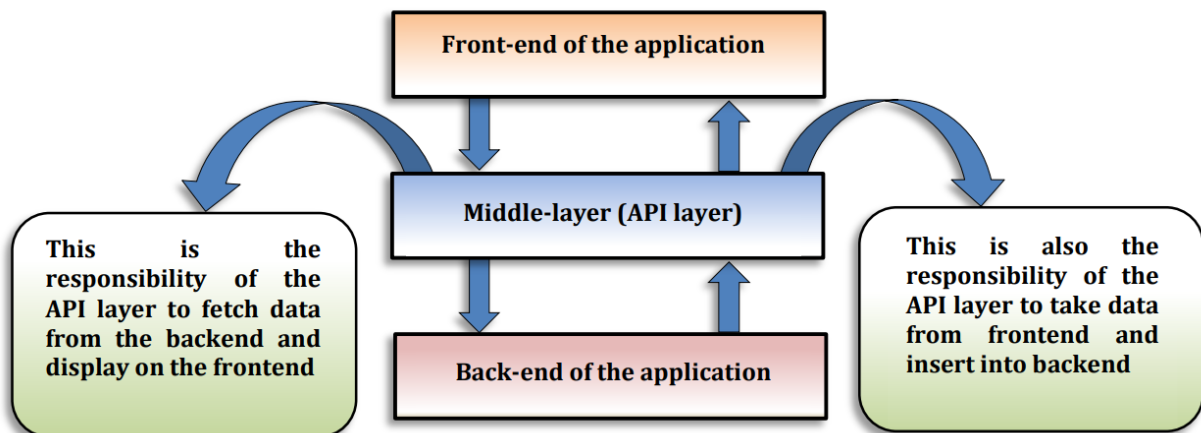 Front-end of the application
Middle-layer (API layer)
This is the
responsibility of the
API layer to fetch data
from the backend and
display on the frontend
This is also the
responsibility of the
API layer to take data
from frontend and
insert into backend
Back-end of the application